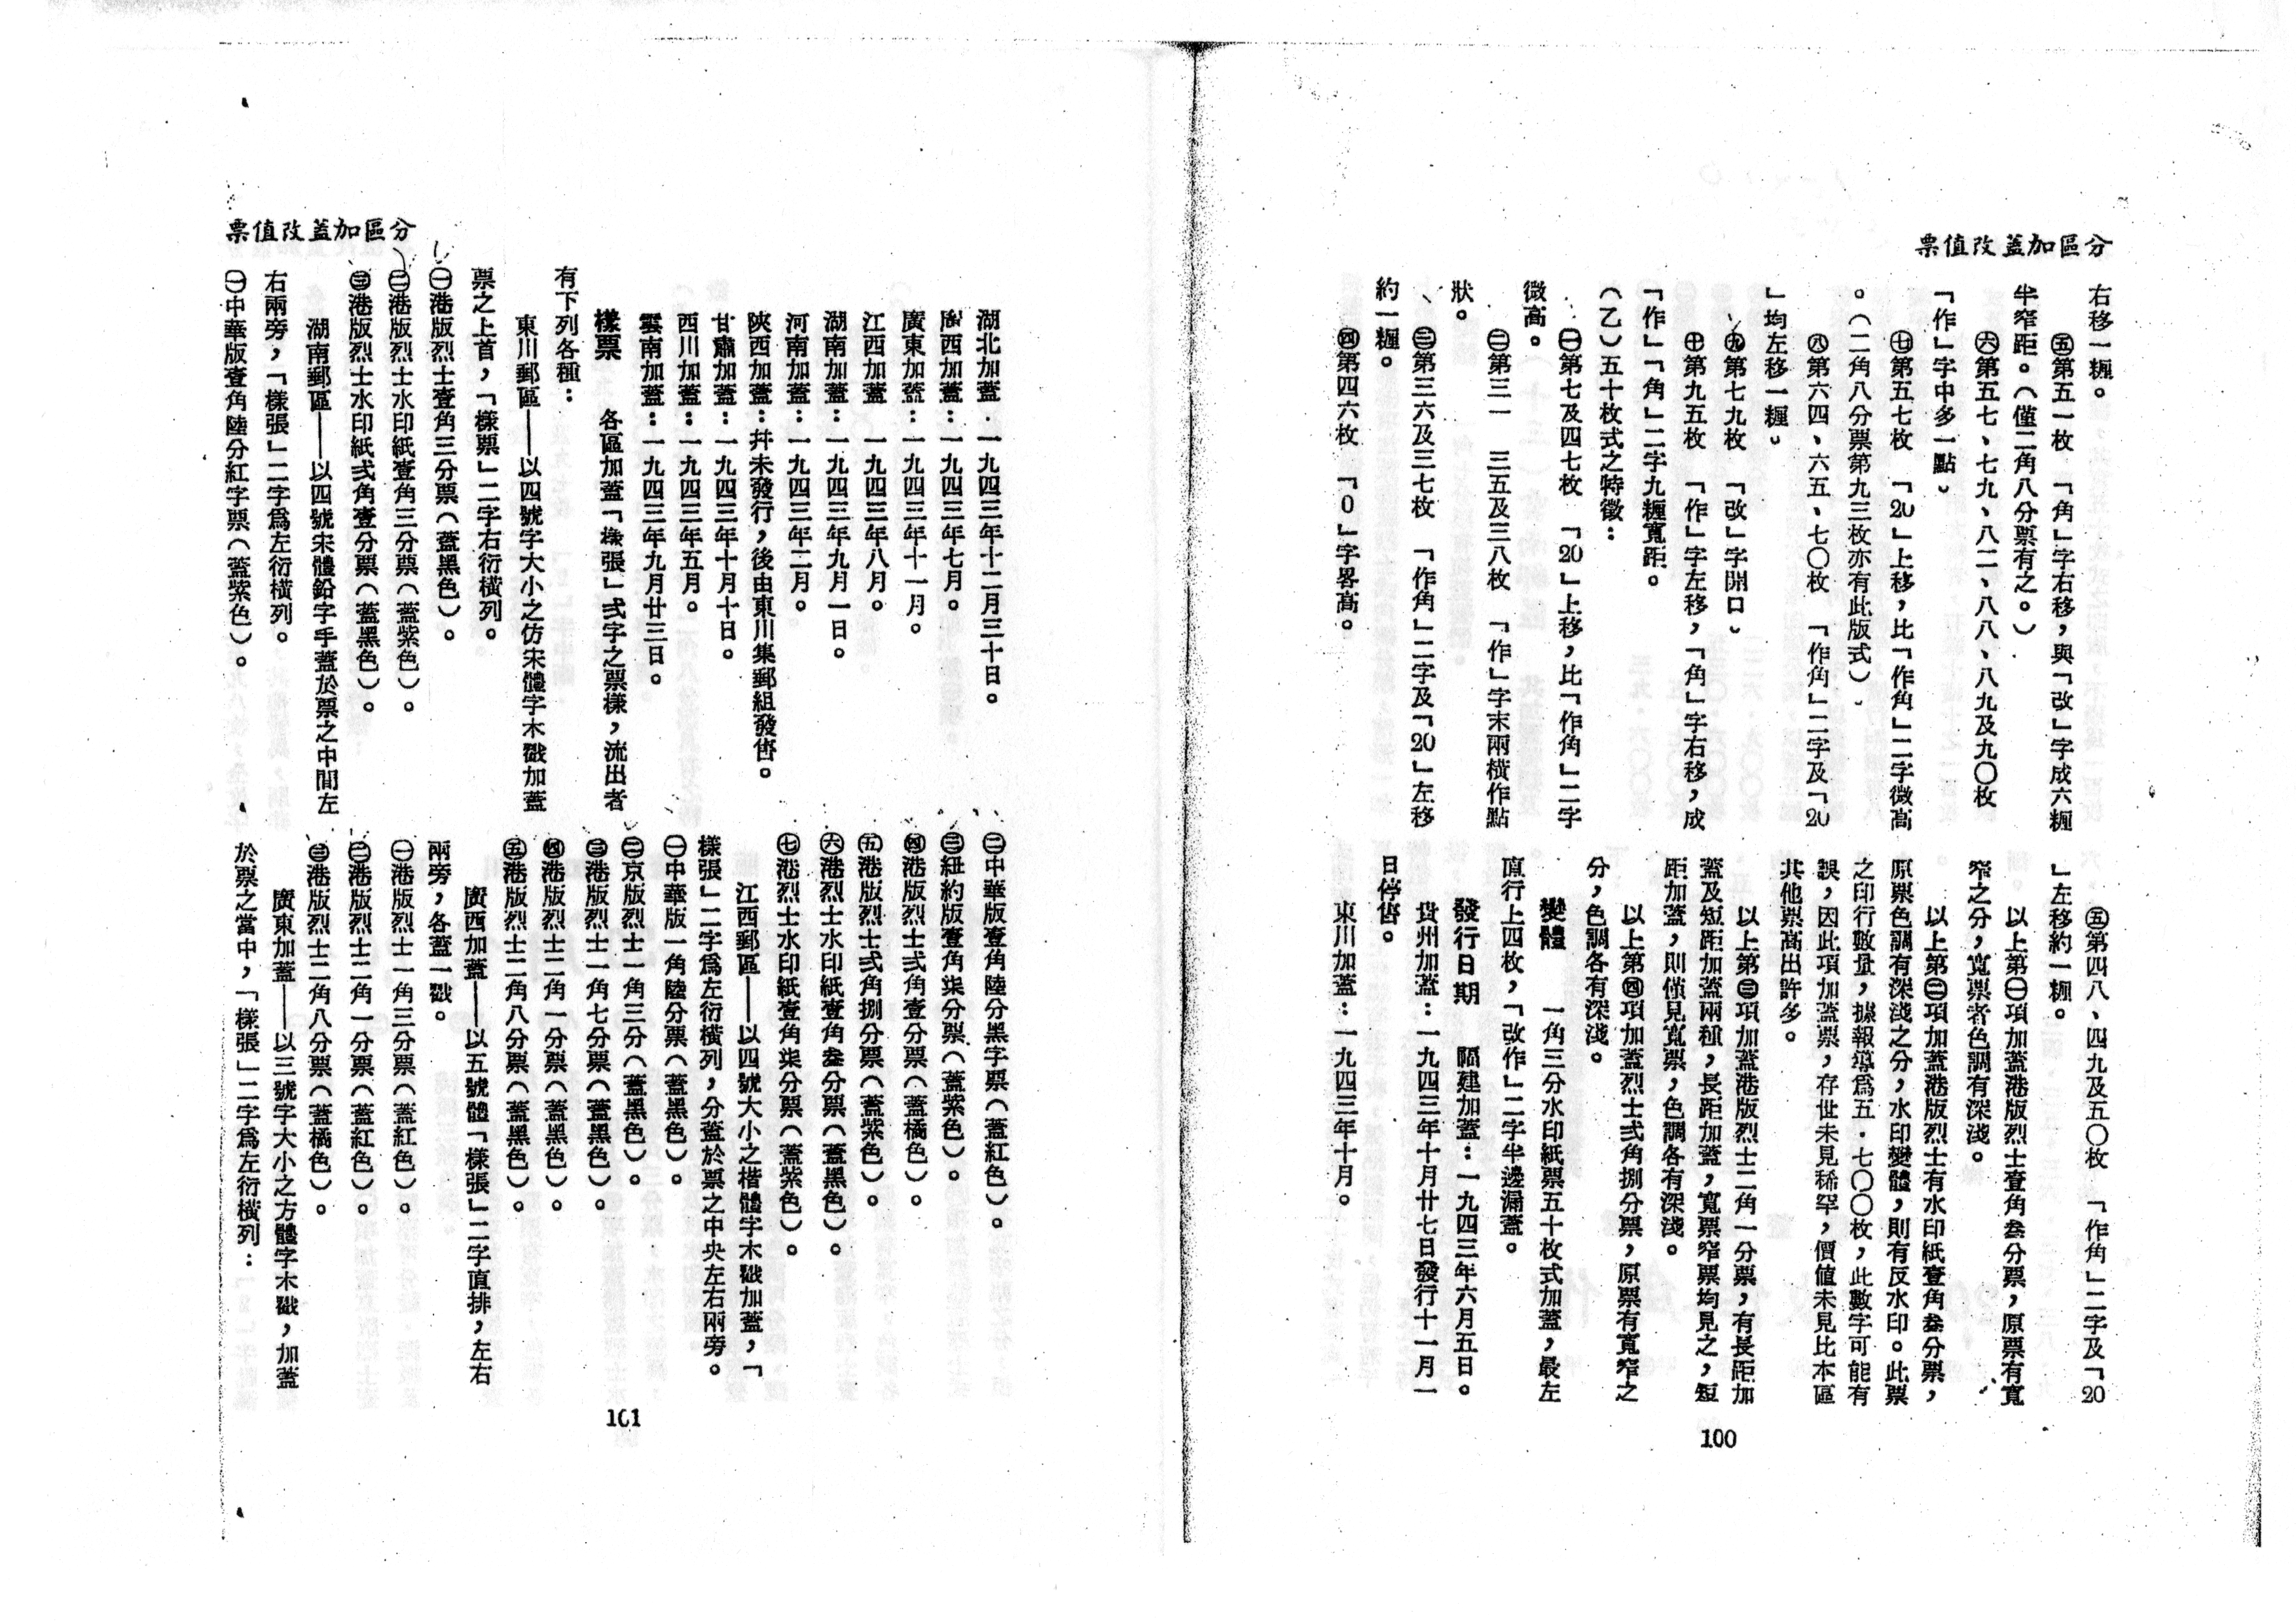 分區加蓋改值票
右移一糎。
㊄第五一枚　「角」字右移，與「改」字成六糎
半窄距。（僅二角八分票有之。）
㊅第五七、七九、八二、八八、八九及九〇枚
「作」字中多一點。
㊆第五七枚　「20」上移，比「作角」二字微高
。（二角八分票第九三枚亦有此版式）。
㊇第六四、六五、七〇枚　「作角」二字及「20
」均左移一糎。
㊈第七九枚　「改」字開口。
㊉第九五枚　「作」字左移，「角」字右移，成
「作」「角」二字九糎寬距。
（乙）五十枚式之特徵：
㊀第七及四七枚　「20」上移，比「作角」二字
微高。
㊁第三一　三五及三八枚　「作」字末兩橫作點
狀。
㊂第三六及三七枚　「作角」二字及「20」左移
約一糎。
㊃第四六枚　「0」字畧高。
㊄第四八、四九及五〇枚　「作角」二字及「20
」左移約一糎。
以上第㊀項加蓋港版烈士壹角叁分票，原票有寬
窄之分，寬票者色調有深淺。
以上第㊁項加蓋港版烈士有水印紙壹角叁分票，
原票色調有深淺之分，水印變體，則有反水印。此票
之印行數量，據報導爲五．七〇〇枚，此數字可能有
誤，因此項加蓋票，存世未見稀罕，價值未見比本區
其他票高出許多。
以上第㊂項加蓋港版烈士二角一分票，有長距加
蓋及短距加蓋兩種，長距加蓋，寬票窄票均見之，短
距加蓋，則僅見寬票，色調各有深淺。
以上第㊃項加蓋烈士弍角捌分票，原票有寬窄之
分，色調各有深淺。
變體　一角三分水印紙票五十枚式加蓋，最左
直行上四枚，「改作」二字半邊漏蓋。
發行日期　福建加蓋：一九四三年六月五日。
貴州加蓋：一九四三年十月廿七日發行十一月一
日停售。
東川加蓋：一九四三年十月。
100
分區加蓋改值票
湖北加蓋．一九四三年十二月三十日。
廣西加蓋：一九四三年七月。
廣東加蓋：一九四三年十一月。
江西加蓋　一九四三年八月。
湖南加蓋：一九四三年九月一日。
河南加蓋：一九四三年二月。
陝西加蓋：幷未發行，後由東川集郵組發售。
甘肅加蓋：一九四三年十月十日。
西川加蓋：一九四三年五月。
雲南加蓋：一九四三年九月廿三日。
樣票　各區加蓋「樣張」弍字之票樣，流出者
有下列各種：
東川郵區——以四號字大小之仿宋體字木戳加蓋
票之上首，「樣票」二字右衍橫列。
㊀港版烈士壹角三分票（蓋黑色）。
㊁港版烈士水印紙壹角三分票（蓋紫色）。
㊂港版烈士水印紙弍角壹分票（蓋黑色）。
湖南郵區——以四號宋體鉛字手蓋於票之中間左
右兩旁，「樣張」二字爲左衍橫列。
㊀中華版壹角陸分紅字票（蓋紫色）。
㊁中華版壹角陸分黑字票（蓋紅色）。
㊂紐約版壹角柒分票（蓋紫色）。
㊃港版烈士弍角壹分票（蓋橘色）。
㊄港版烈士弍角捌分票（蓋紫色）。
㊅港烈士水印紙壹角叁分票（蓋黑色）。
㊆港烈士水印紙壹角柒分票（蓋紫色）。
江西郵區——以四號大小之楷體字木戳加蓋，「
樣張」二字爲左衍橫列，分蓋於票之中央左右兩旁。
㊀中華版一角陸分票（蓋黑色）。
㊁京版烈士一角三分（蓋黑色）。
㊂港版烈士一角七分票（蓋黑色）。
㊃港版烈士二角一分票（蓋黑色）。
㊄港版烈士二角八分票（蓋黑色）。
廣西加蓋——以五號體「樣張」二字直排，左右
兩旁，各蓋一戳。
㊀港版烈士一角三分票（蓋紅色）。
㊁港版烈士二角一分票（蓋紅色）。
㊂港版烈士二角八分票（蓋橘色）。
廣東加蓋——以三號字大小之方體字木戳，加蓋
於票之當中，「樣張」二字爲左衍橫列：
101